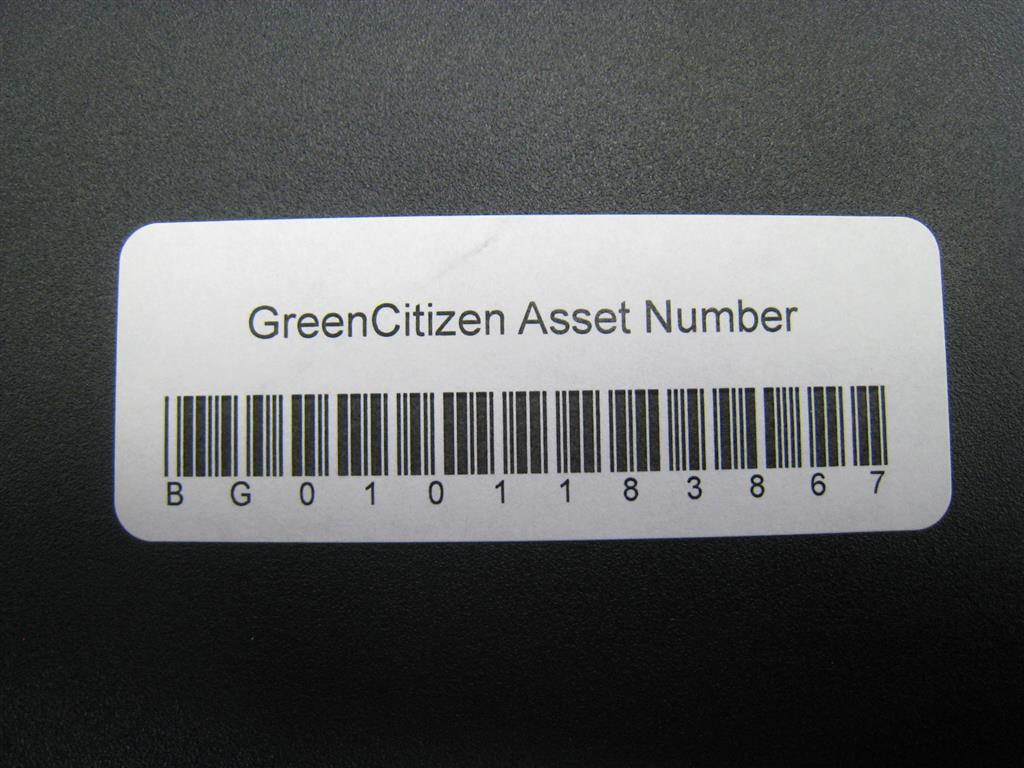 GreenCitizen Asset Number
B G 0 1 0 1 1 8 3 8 6 7